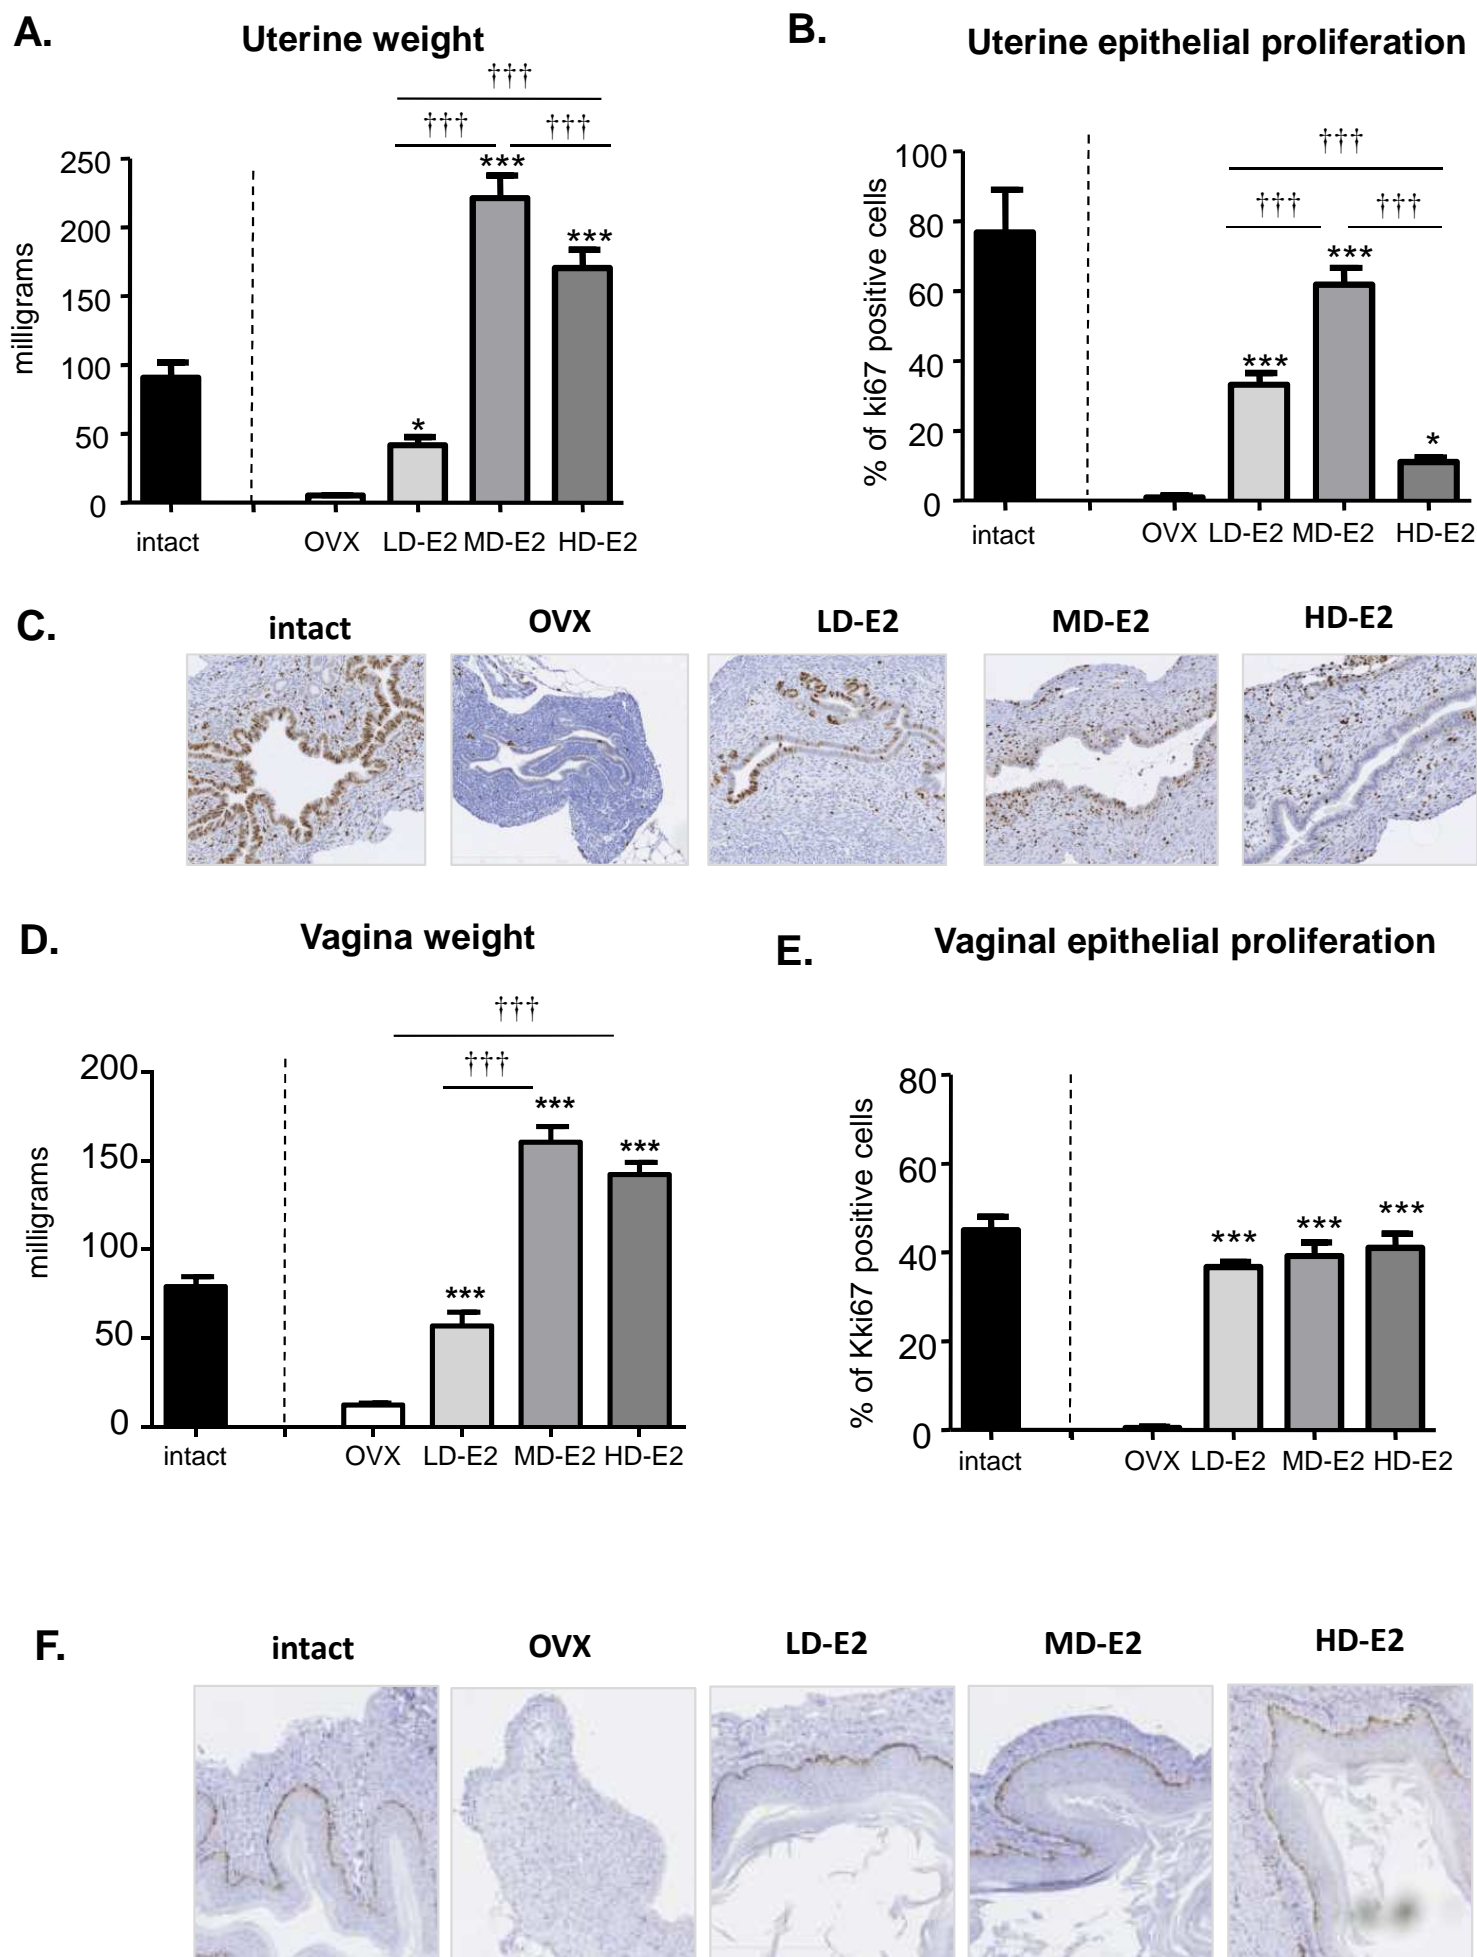 A.
Uterine weight
†††
††† †††
*** ***
*
milligrams
250
200
150
100
50
0
intact OVX LD-E2 MD-E2 HD-E2
B.
Uterine epithelial proliferation
†††
††† †††
*** *** *
% of ki67 positive cells
100
80
60
40
20
0
intact OVX LD-E2 MD-E2 HD-E2
C.
intact OVX LD-E2 MD-E2 HD-E2
D.
Vagina weight
†††
†††
*** *** ***
milligrams
200
150
100
50
0
intact OVX LD-E2 MD-E2 HD-E2
E.
Vaginal epithelial proliferation
*** *** ***
% of Kki67 positive cells
80
60
40
20
0
intact OVX LD-E2 MD-E2 HD-E2
F.
intact OVX LD-E2 MD-E2 HD-E2